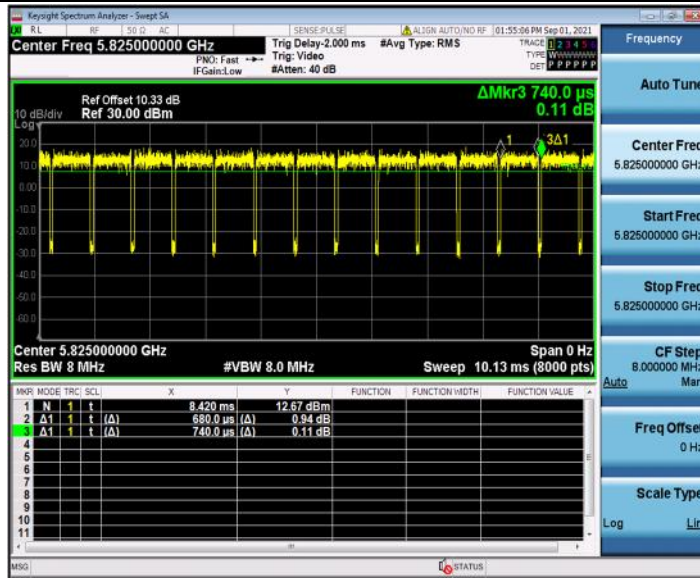 Keysight Spectrum Analyzer - Swept SA
RL RF 50 Ω AC SENSE:PULSE ALIGN AUTO/NO RF 01:55:06 PM Sep 01, 2021
Center Freq 5.825000000 GHz
PNO: Fast
IFGain:Low
Trig Delay-2.000 ms
Trig: Video
#Atten: 40 dB
#Avg Type: RMS
TRACE 1 2 3 4 5 6
TYPE WWWWWW
DET P P P P P P
ΔMkr3 740.0 µs
0.11 dB
Ref Offset 10.33 dB
10 dB/div Ref 30.00 dBm
Log
20.0
10.0
0.00
-10.0
-20.0
-30.0
-40.0
-50.0
-60.0
1
3Δ1
Center 5.825000000 GHz Span 0 Hz
Res BW 8 MHz #VBW 8.0 MHz Sweep 10.13 ms (8000 pts)
MKR MODE TRC SCL X Y FUNCTION FUNCTION WIDTH FUNCTION VALUE
1 N 1 t 8.420 ms 12.67 dBm
2 Δ1 1 t (Δ) 680.0 µs (Δ) 0.94 dB
3 Δ1 1 t (Δ) 740.0 µs (Δ) 0.11 dB
4
5
6
7
8
9
10
11
MSG STATUS
Frequency
Auto Tune
Center Freq
5.825000000 GHz
Start Freq
5.825000000 GHz
Stop Freq
5.825000000 GHz
CF Step
8.000000 MHz
Auto Man
Freq Offset
0 Hz
Scale Type
Log Lin